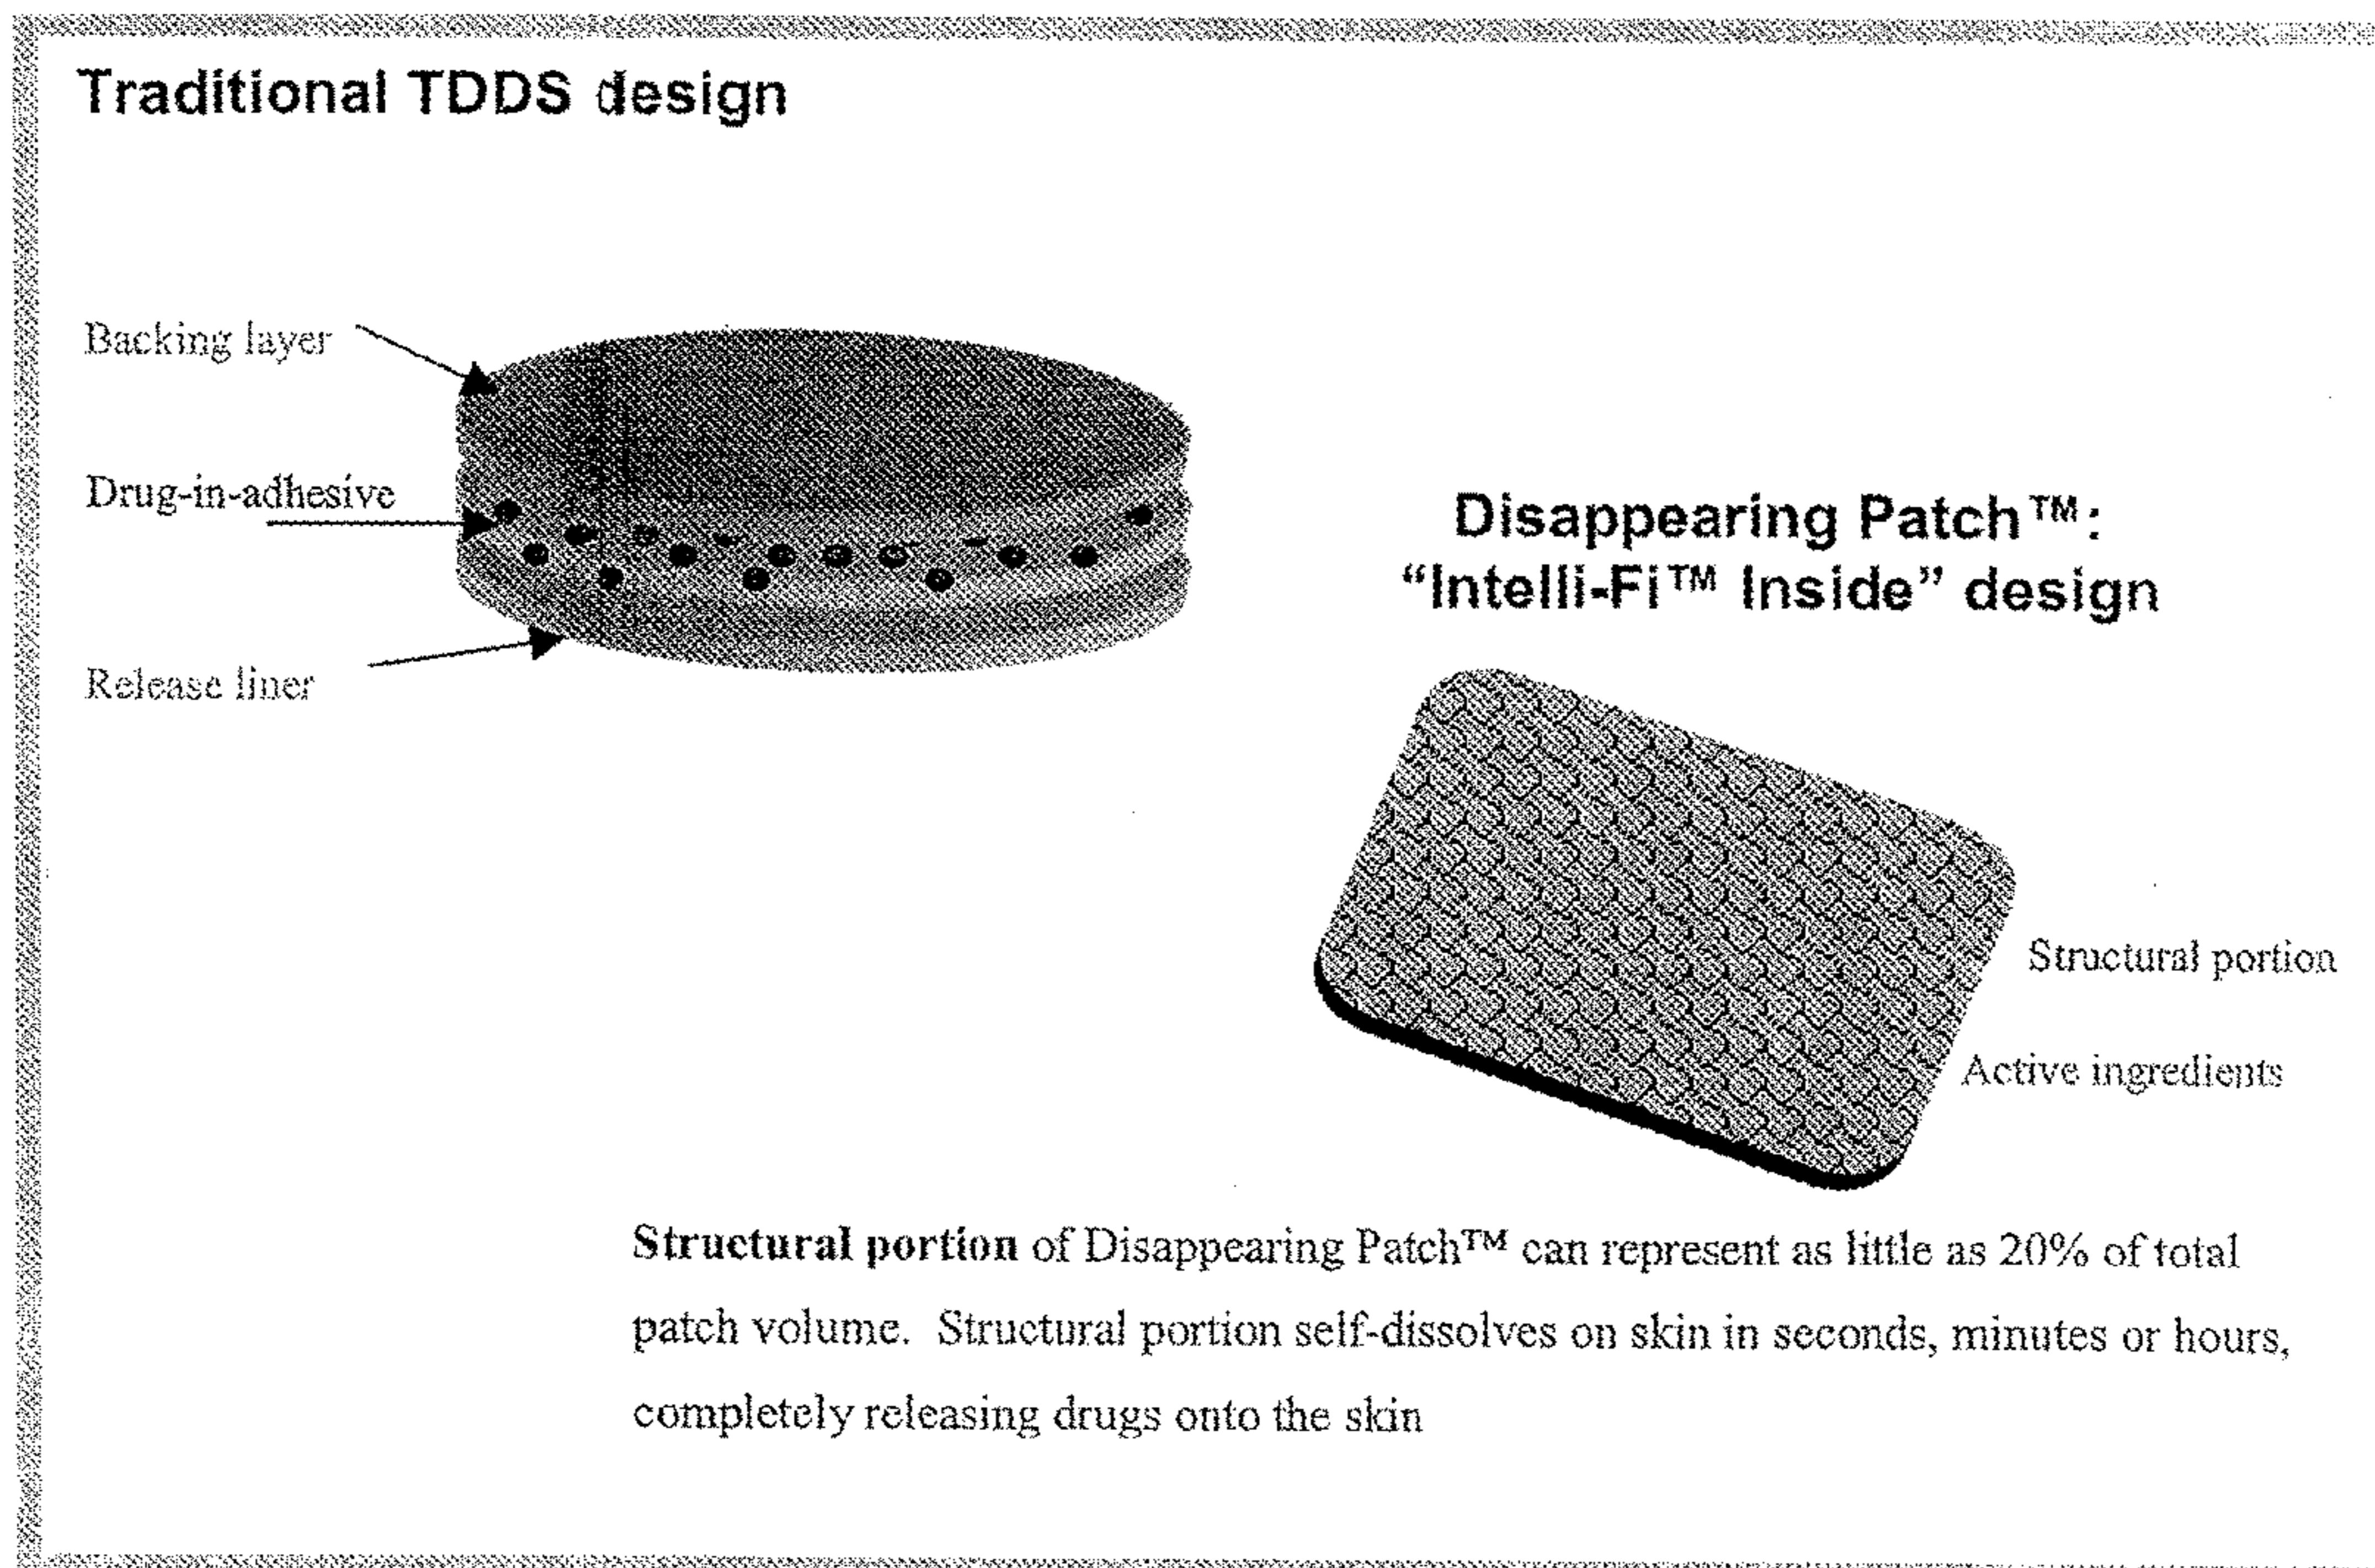 Traditional TDDS design
Backing layer
Drug-in-adhesive
Release liner
Disappearing Patch™:
“Intelli-Fi™ Inside” design
Structural portion
Active ingredients
Structural portion of Disappearing Patch™ can represent as little as 20% of total
patch volume.  Structural portion self-dissolves on skin in seconds, minutes or hours,
completely releasing drugs onto the skin